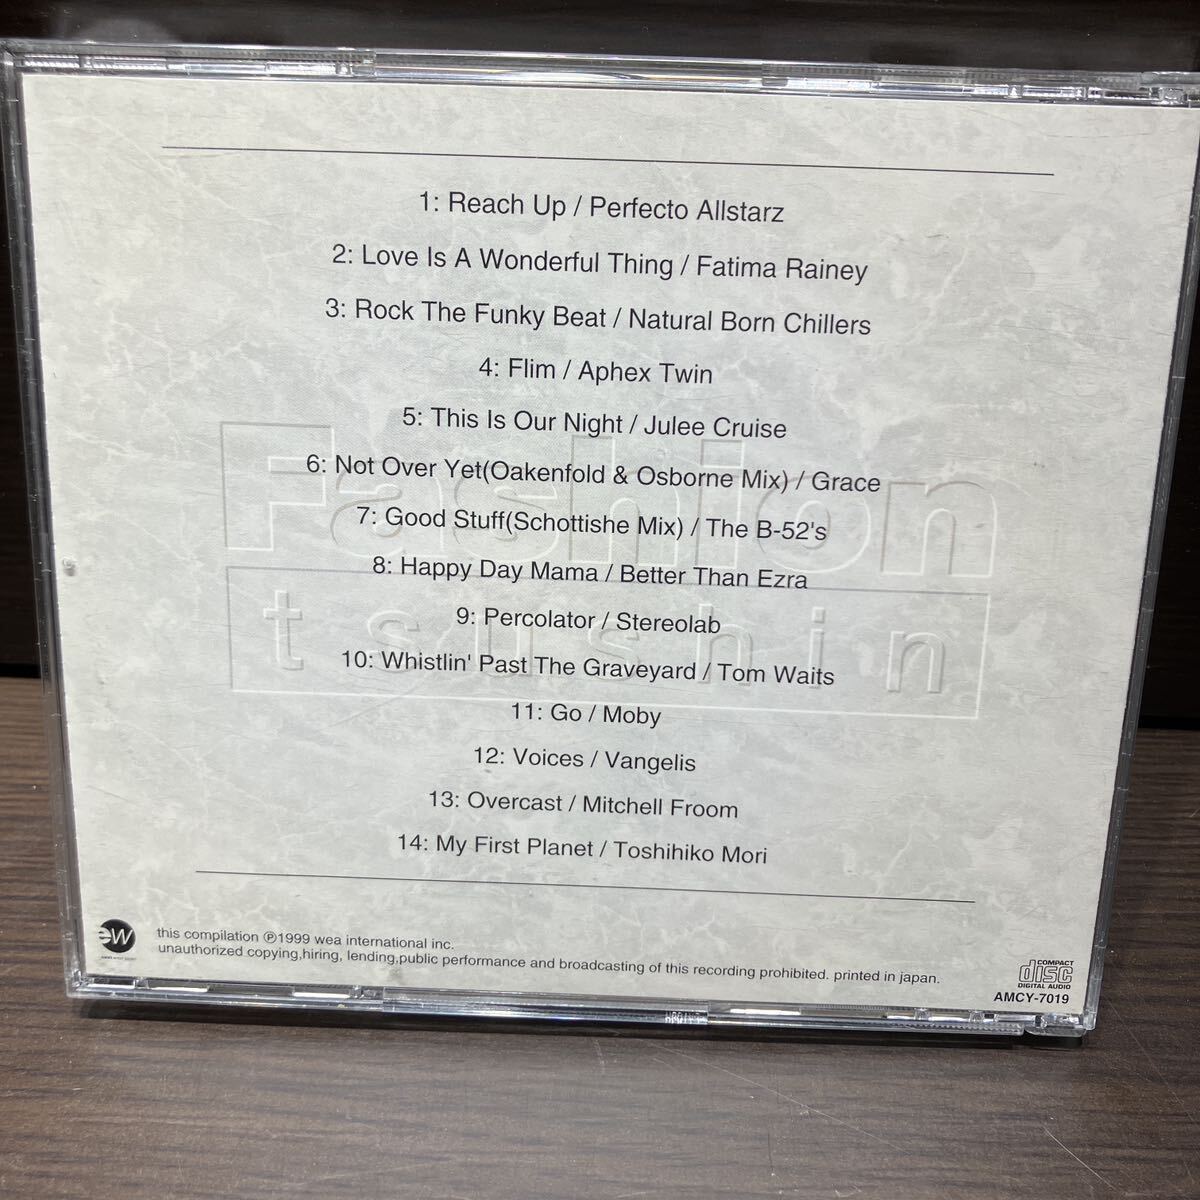 1: Reach Up / Perfecto Allstarz
2: Love Is A Wonderful Thing / Fatima Rainey
3: Rock The Funky Beat / Natural Born Chillers
4: Flim / Aphex Twin
5: This Is Our Night / Julee Cruise
6: Not Over Yet(Oakenfold & Osborne Mix) / Grace
7: Good Stuff(Schottishe Mix) / The B-52's
8: Happy Day Mama / Better Than Ezra
9: Percolator / Stereolab
10: Whistlin' Past The Graveyard / Tom Waits
11: Go / Moby
12: Voices / Vangelis
13: Overcast / Mitchell Froom
14: My First Planet / Toshihiko Mori
Fashion
tsushin
ew
this compilation ℗1999 wea international inc.
unauthorized copying,hiring, lending,public performance and broadcasting of this recording prohibited. printed in japan.
COMPACT
disc
DIGITAL AUDIO
AMCY-7019